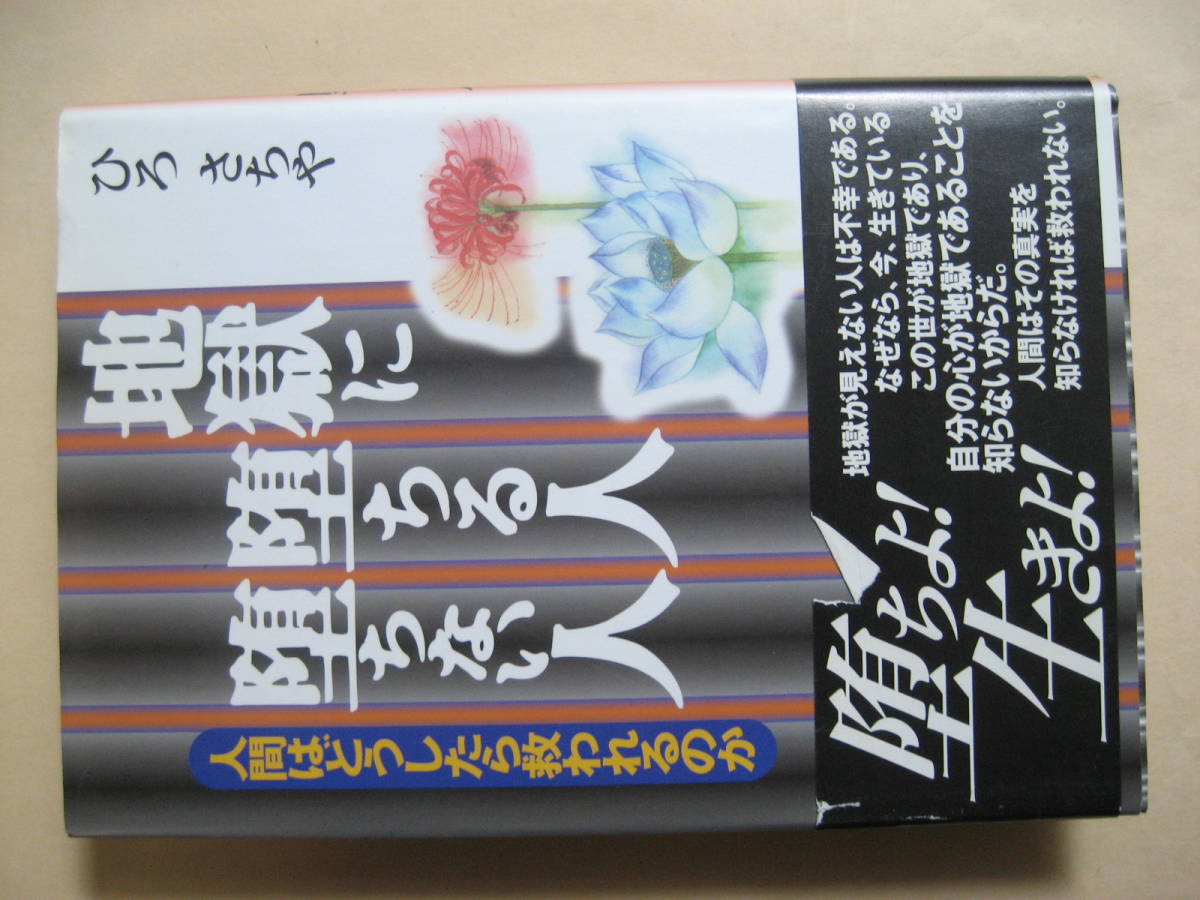 ひろ さちや
地獄に
堕ちる人
堕ちない人
人間はどうしたら救われるのか
地獄が見えない人は不幸である。
なぜなら、今、生きている
この世が地獄であり、
自分の心が地獄であることを
知らないからだ。
人間はその真実を
知らなければ救われない。
堕ちよ!
生きよ!